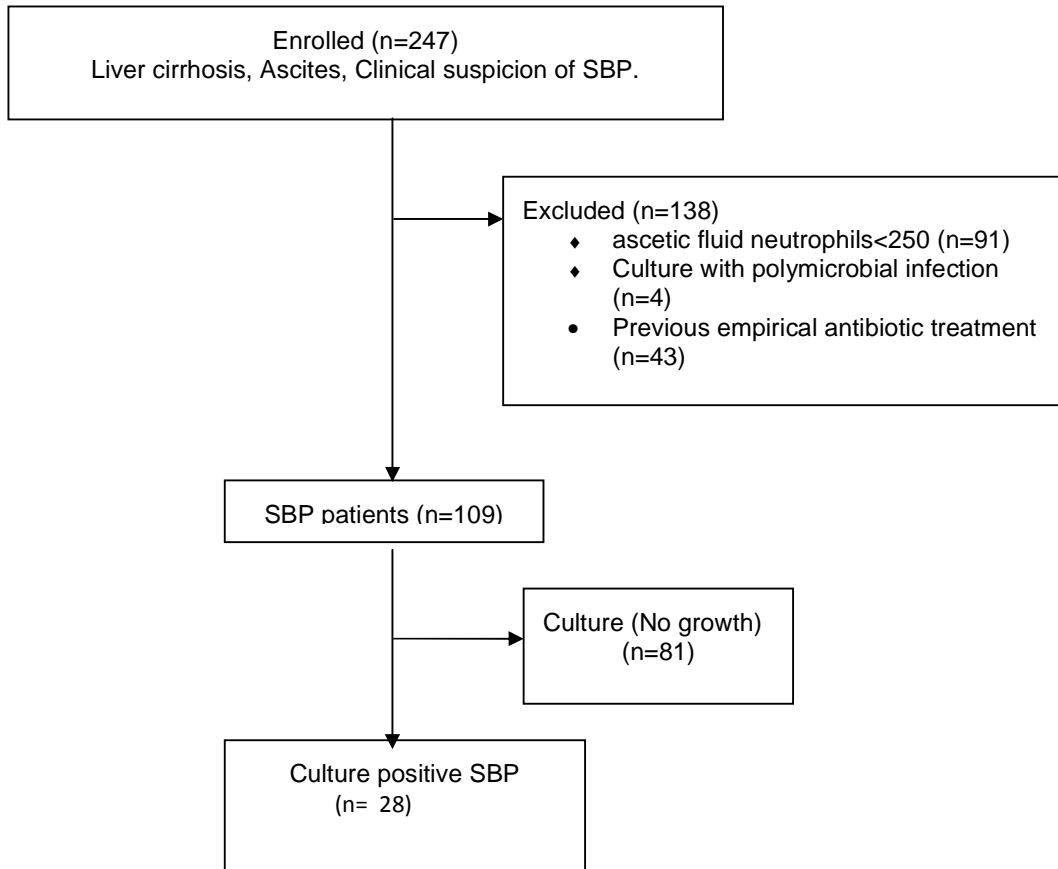 Enrolled (n=247)
Liver cirrhosis, Ascites, Clinical suspicion of SBP.
Excluded (n=138)
♦ ascetic fluid neutrophils<250 (n=91)
♦ Culture with polymicrobial infection
(n=4)
• Previous empirical antibiotic treatment
(n=43)
SBP patients (n=109)
Culture (No growth)
(n=81)
Culture positive SBP
(n= 28)